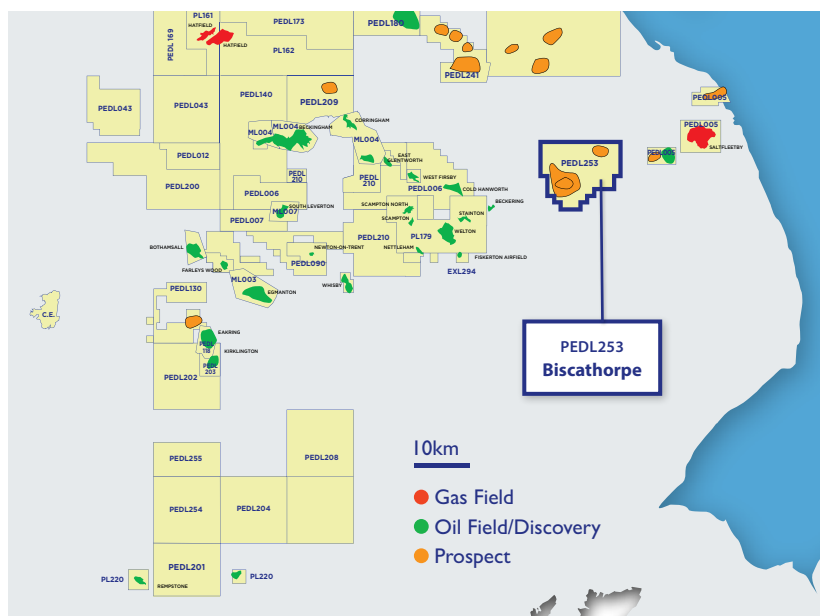 PL161
HATFIELD
HATFIELD
PEDL 169
PEDL173
PL162
PEDL180
PEDL241
PEDL043
PEDL043
PEDL140
PEDL209
PEDL005
PEDL005
SALTFLEETBY
PEDL005
ML004
ML004
BECKINGHAM
CORRINGHAM
ML004
EAST
GLENTWORTH
PEDL012
PEDL200
PEDL
210
PEDL
210
WEST FIRSBY
PEDL006
COLD HANWORTH
PEDL253
PEDL006
SOUTH LEVERTON
ML007
PEDL007
SCAMPTON NORTH
SCAMPTON
BECKERING
STAINTON
PEDL210
PL179
WELTON
NETTLEHAM
FISKERTON AIRFIELD
EXL294
BOTHAMSALL
FARLEYS WOOD
NEWTON-ON-TRENT
PEDL090
ML003
EGMANTON
WHISBY
PEDL130
C.E.
EAKRING
PEDL
118
KIRKLINGTON
PEDL
203
PEDL202
PEDL253
Biscathorpe
10km
Gas Field
Oil Field/Discovery
Prospect
PEDL255
PEDL208
PEDL254
PEDL204
PEDL201
PL220
REMPSTONE
PL220